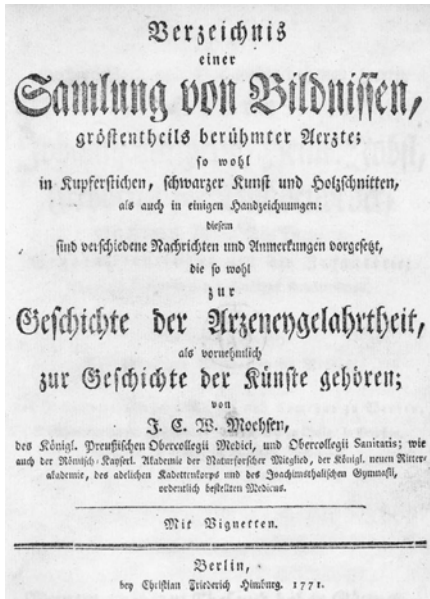 Verzeichnis
einer
Samlung von Bildnissen,
gröstentheils berühmter Aerzte;
so wohl
in Kupferstichen, schwarzer Kunst und Holzschnitten,
als auch in einigen Handzeichnungen:
diesem
sind verschiedene Nachrichten und Anmerkungen vorgesetzt,
die so wohl
zur
Geschichte der Arzeneygelahrtheit,
als vornehmlich
zur Geschichte der Künste gehören;
von
J. C. W. Moehsen,
des Königl. Preußischen Obercollegii Medici, und Obercollegii Sanitatis; wie
auch der Römisch-Kayserl. Akademie der Naturforscher Mitglied, der Königl. neuen Ritter-
akademie, des adelichen Kadettenkorps und des Joachimsthalischen Gymnasii,
ordentlich bestellten Medicus.
Mit Vignetten.
Berlin,
bey Christian Friederich Himburg. 1771.